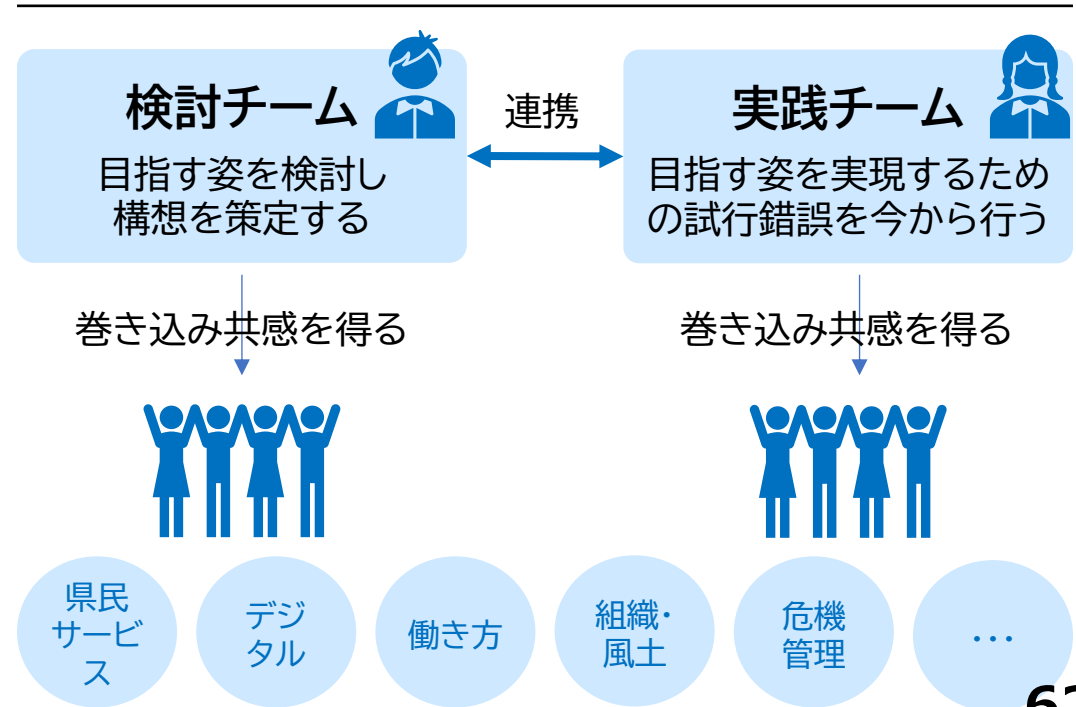 検討チーム
目指す姿を検討し
構想を策定する
連携
実践チーム
目指す姿を実現するため
の試行錯誤を今から行う
巻き込み共感を得る
巻き込み共感を得る
県民
サービ
ス
デジ
タル
働き方
組織・
風土
危機
管理
…